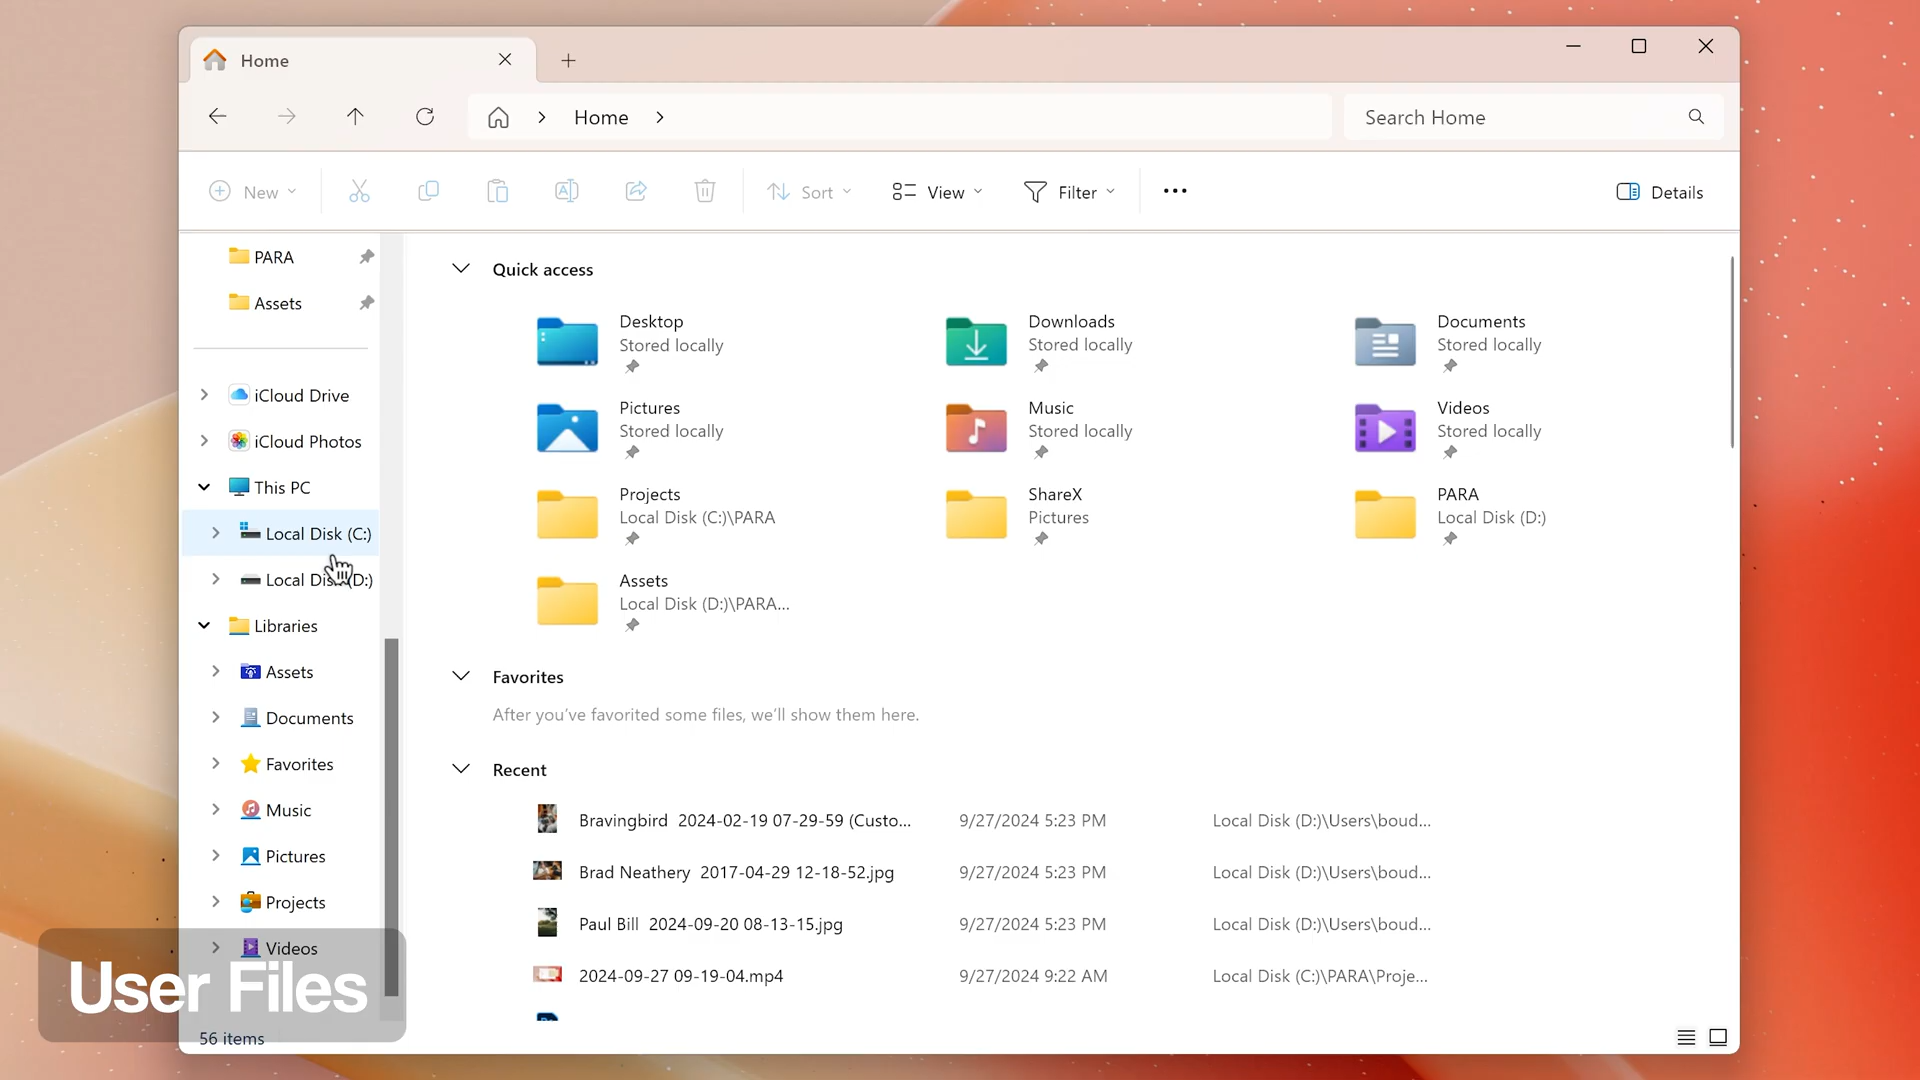 Home
Home
Search Home
New
Sort
View
Filter
Details
PARA
Assets
iCloud Drive
iCloud Photos
This PC
Local Disk (C:)
Local Disk (D:)
Libraries
Assets
Documents
Favorites
Music
Pictures
Projects
Videos
User Files
56 items
Quick access
Desktop
Stored locally
Downloads
Stored locally
Documents
Stored locally
Pictures
Stored locally
Music
Stored locally
Videos
Stored locally
Projects
Local Disk (C:)\PARA
ShareX
Pictures
PARA
Local Disk (D:)
Assets
Local Disk (D:)\PARA...
Favorites
After you've favorited some files, we'll show them here.
Recent
Bravingbird 2024-02-19 07-29-59 (Custo... 9/27/2024 5:23 PM Local Disk (D:)\Users\boud...
Brad Neathery 2017-04-29 12-18-52.jpg 9/27/2024 5:23 PM Local Disk (D:)\Users\boud...
Paul Bill 2024-09-20 08-13-15.jpg 9/27/2024 5:23 PM Local Disk (D:)\Users\boud...
2024-09-27 09-19-04.mp4 9/27/2024 9:22 AM Local Disk (C:)\PARA\Proje...